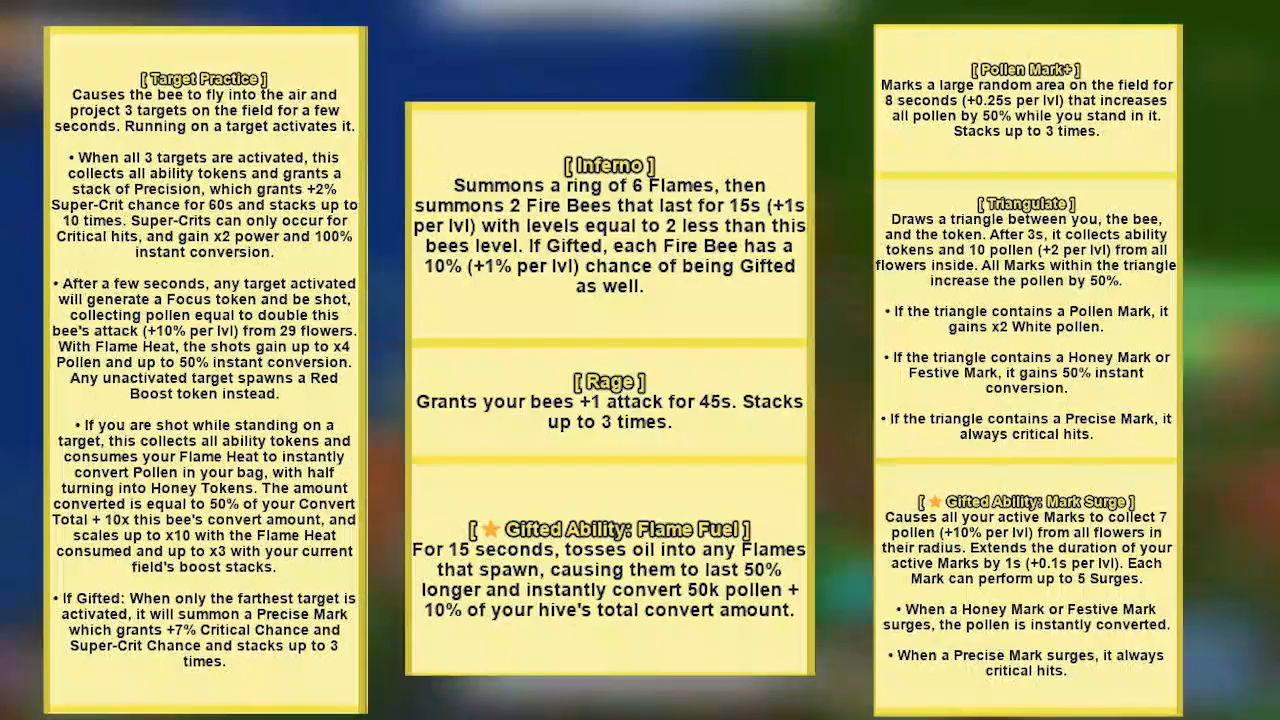 [ Target Practice ]
Causes the bee to fly into the air and
project 3 targets on the field for a few
seconds. Running on a target activates it.
• When all 3 targets are activated, this
collects all ability tokens and grants a
stack of Precision, which grants +2%
Super-Crit chance for 60s and stacks up to
10 times. Super-Crits can only occur for
Critical hits, and gain x2 power and 100%
instant conversion.
• After a few seconds, any target activated
will generate a Focus token and be shot,
collecting pollen equal to double this
bee's attack (+10% per lvl) from 29 flowers.
With Flame Heat, the shots gain up to x4
Pollen and up to 50% instant conversion.
Any unactivated target spawns a Red
Boost token instead.
• If you are shot while standing on a
target, this collects all ability tokens and
consumes your Flame Heat to instantly
convert Pollen in your bag, with half
turning into Honey Tokens. The amount
converted is equal to 50% of your Convert
Total + 10x this bee's convert amount, and
scales up to x10 with the Flame Heat
consumed and up to x3 with your current
field's boost stacks.
• If Gifted: When only the farthest target is
activated, it will summon a Precise Mark
which grants +7% Critical Chance and
Super-Crit Chance and stacks up to 3
times.
[ Inferno ]
Summons a ring of 6 Flames, then
summons 2 Fire Bees that last for 15s (+1s
per lvl) with levels equal to 2 less than this
bees level. If Gifted, each Fire Bee has a
10% (+1% per lvl) chance of being Gifted
as well.
[ Rage ]
Grants your bees +1 attack for 45s. Stacks
up to 3 times.
[ ⭐ Gifted Ability: Flame Fuel ]
For 15 seconds, tosses oil into any Flames
that spawn, causing them to last 50%
longer and instantly convert 50k pollen +
10% of your hive's total convert amount.
[ Pollen Mark+ ]
Marks a large random area on the field for
8 seconds (+0.25s per lvl) that increases
all pollen by 50% while you stand in it.
Stacks up to 3 times.
[ Triangulate ]
Draws a triangle between you, the bee,
and the token. After 3s, it collects ability
tokens and 10 pollen (+2 per lvl) from all
flowers inside. All Marks within the triangle
increase the pollen by 50%.
• If the triangle contains a Pollen Mark, it
gains x2 White pollen.
• If the triangle contains a Honey Mark or
Festive Mark, it gains 50% instant
conversion.
• If the triangle contains a Precise Mark, it
always critical hits.
[ ⭐ Gifted Ability: Mark Surge ]
Causes all your active Marks to collect 7
pollen (+10% per lvl) from all flowers in
their radius. Extends the duration of your
active Marks by 1s (+0.1s per lvl). Each
Mark can perform up to 5 Surges.
• When a Honey Mark or Festive Mark
surges, the pollen is instantly converted.
• When a Precise Mark surges, it always
critical hits.